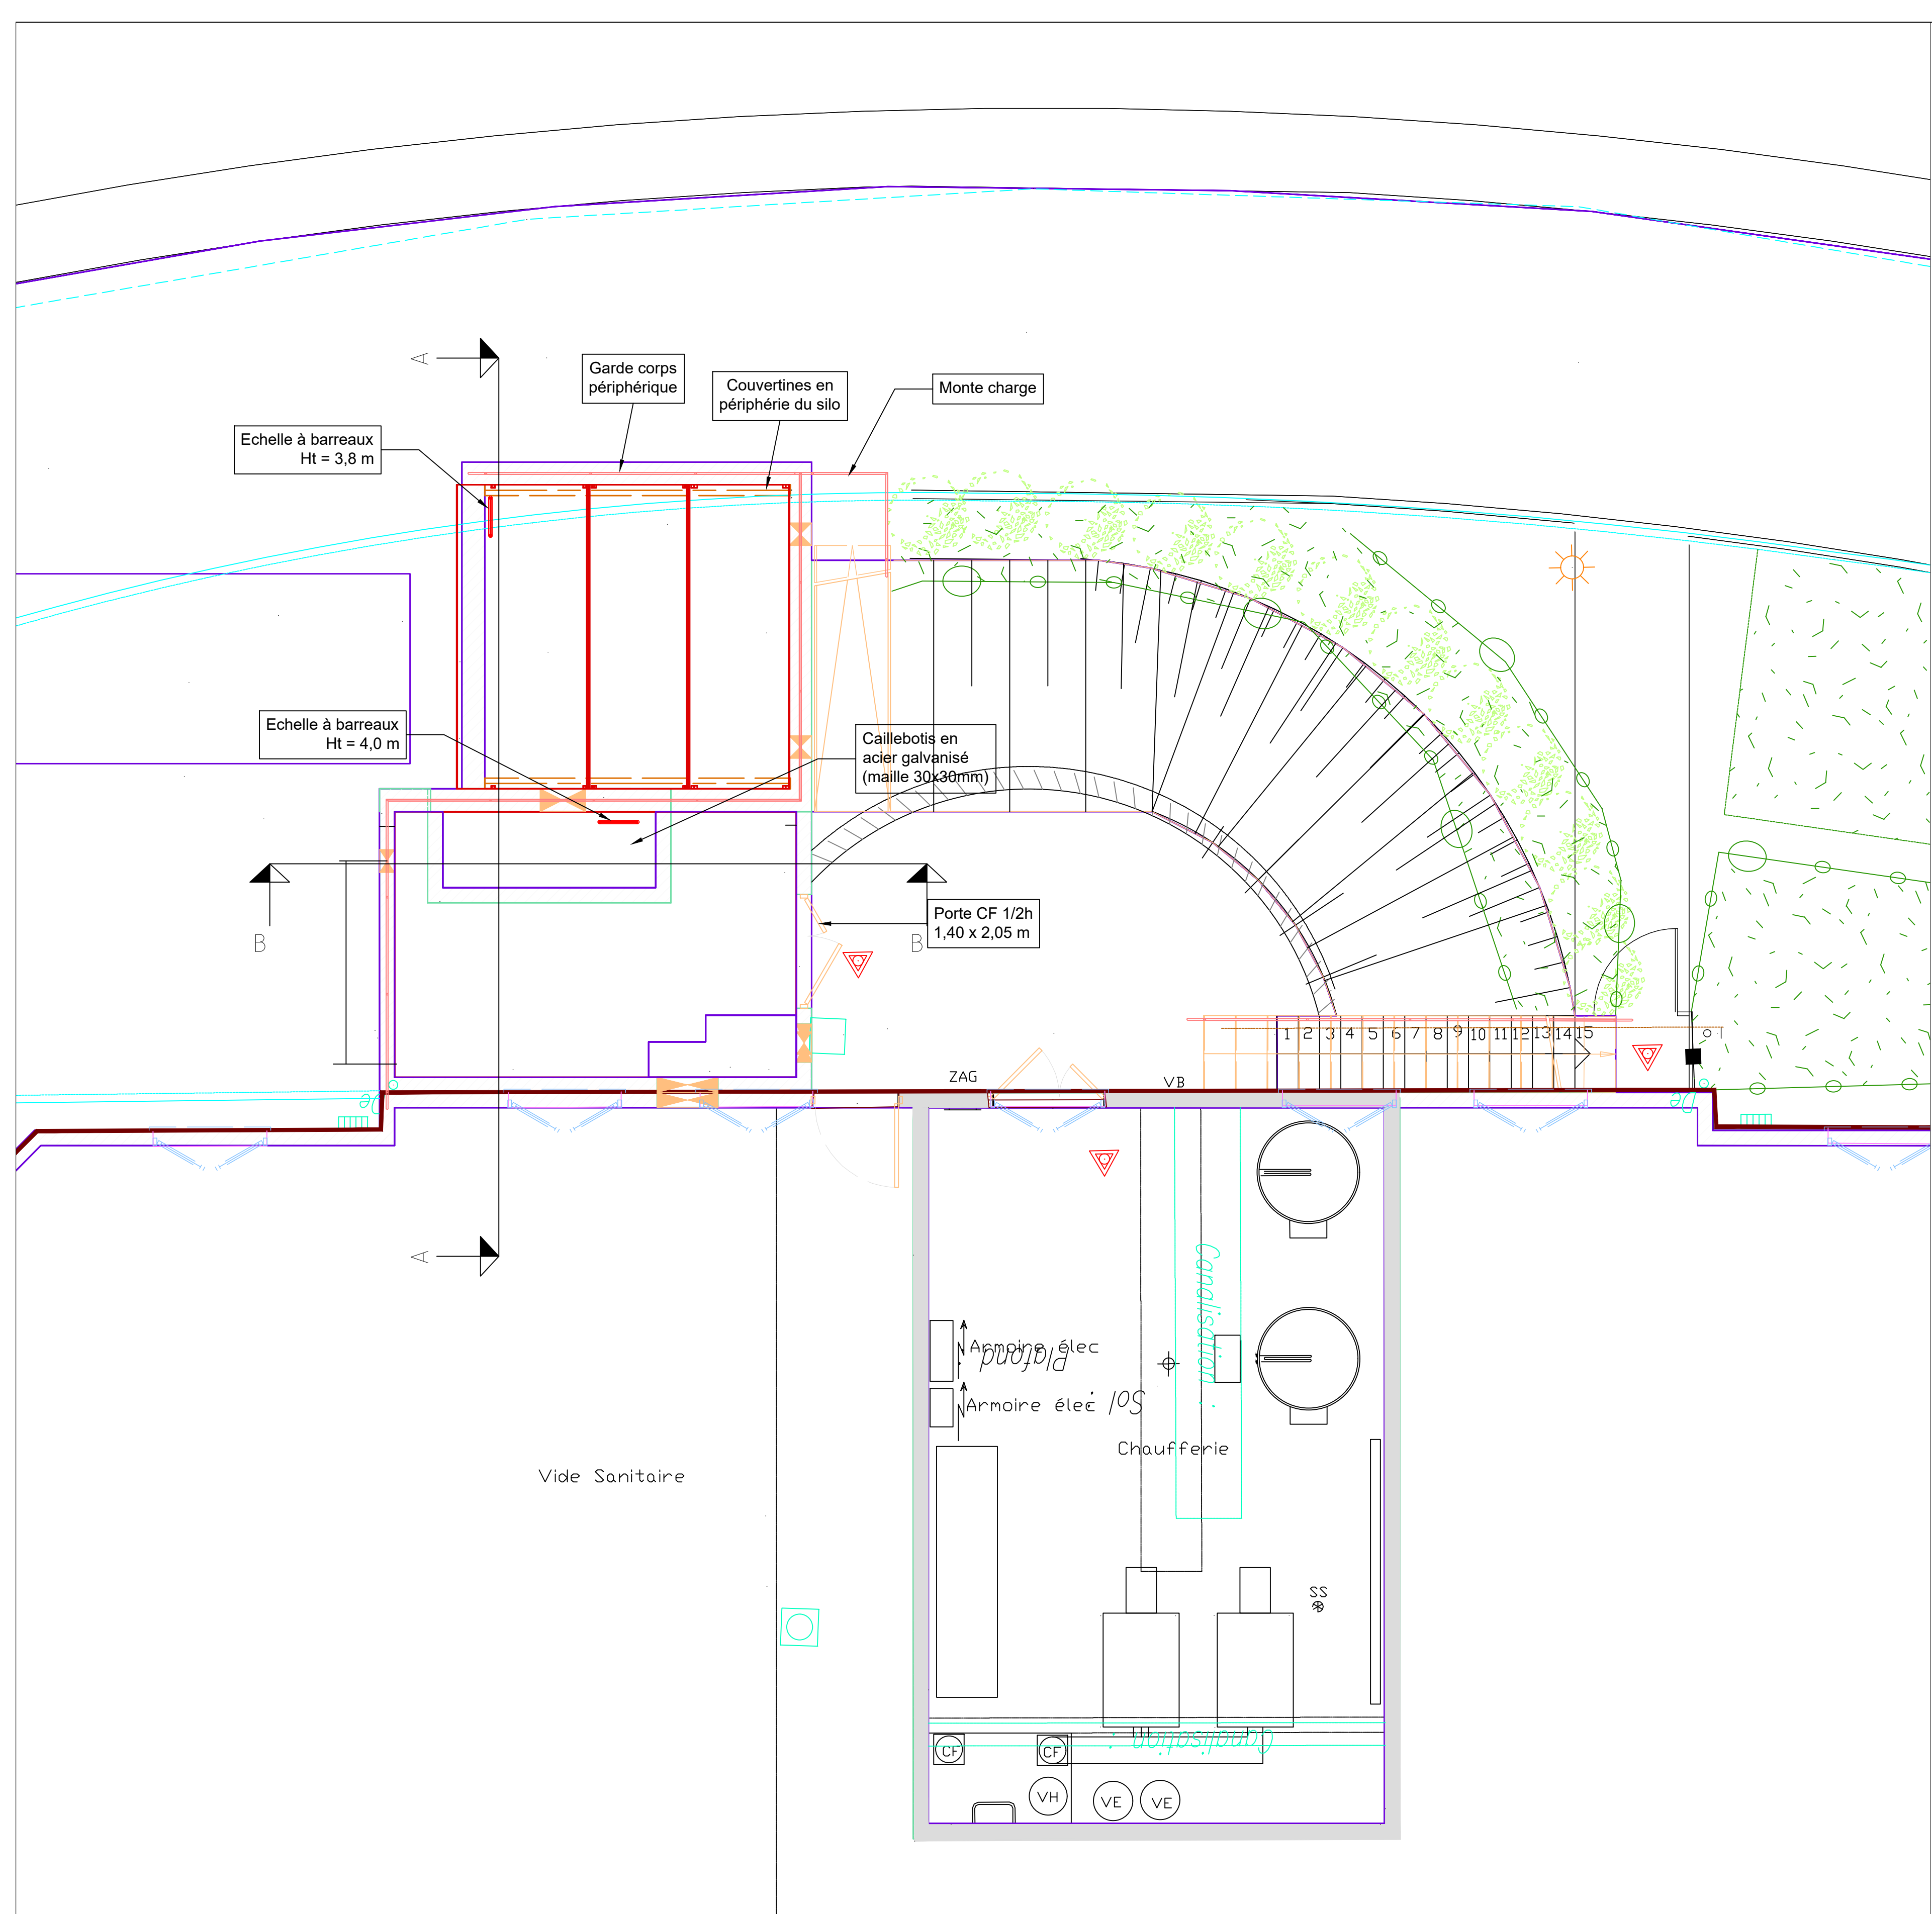 A
Garde corps
périphérique
Couvertines en
périphérie du silo
Monte charge
Echelle à barreaux
Ht = 3,8 m
Echelle à barreaux
Ht = 4,0 m
Caillebotis en
acier galvanisé
(maille 30x30mm)
Porte CF 1/2h
1,40 x 2,05 m
B
B
1 2 3 4 5 6 7 8 9 10 11 12 13 14 15
ZAG
VB
A
Canalisation :
Armoire élec
Plafond :
Armoire élec
Sol :
Chaufferie
Vide Sanitaire
SS
Canalisation :
CF
CF
VH
VE
VE